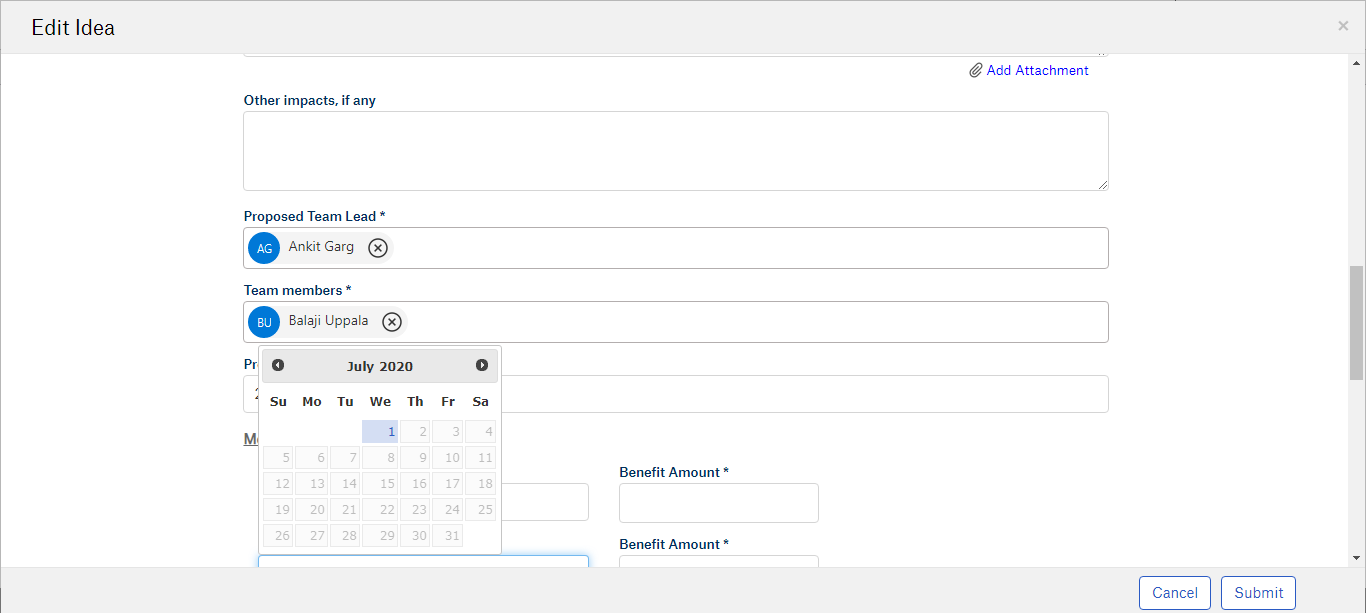 Edit Idea
×
Add Attachment
Other impacts, if any
Proposed Team Lead *
AG Ankit Garg
Team members *
BU Balaji Uppala
Pr
July 2020
Su Mo Tu We Th Fr Sa
1 2 3 4
5 6 7 8 9 10 11
12 13 14 15 16 17 18
19 20 21 22 23 24 25
26 27 28 29 30 31
Benefit Amount *
Benefit Amount *
Cancel Submit